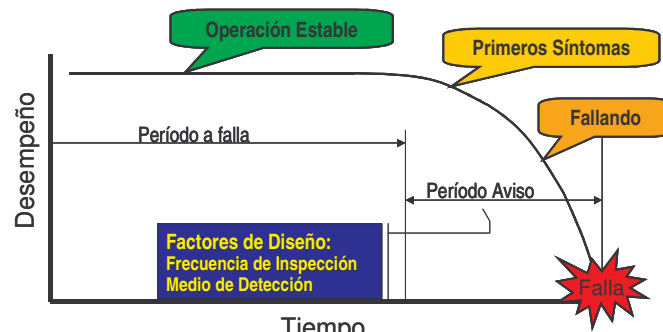 Operación Estable
Primeros Síntomas
Fallando
Desempeño
Período a falla
Período Aviso
Factores de Diseño:
Frecuencia de Inspección
Medio de Detección
Falla
Tiempo